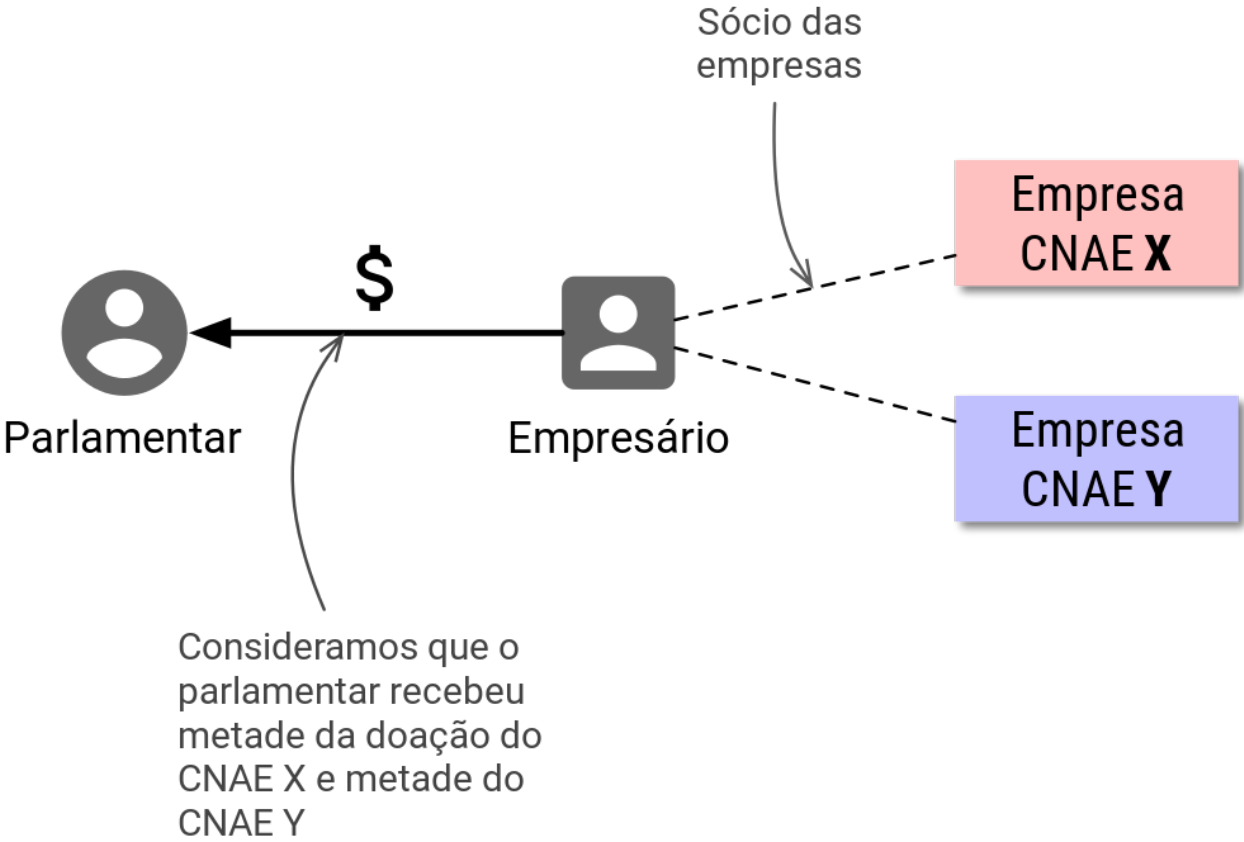 Sócio das
empresas
Empresa
CNAE X
$
Parlamentar
Empresário
Empresa
CNAE Y
Consideramos que o
parlamentar recebeu
metade da doação do
CNAE X e metade do
CNAE Y